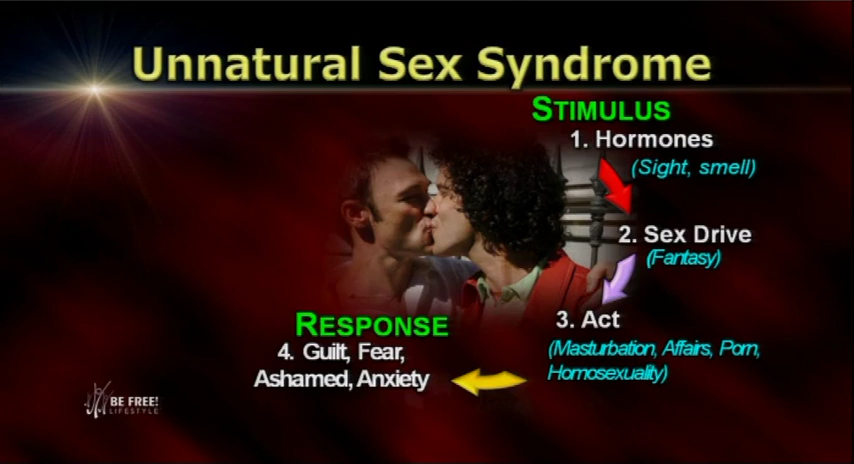 Unnatural Sex Syndrome
STIMULUS
1. Hormones
(Sight, smell)
2. Sex Drive
(Fantasy)
3. Act
(Masturbation, Affairs, Porn,
Homosexuality)
RESPONSE
4. Guilt, Fear,
Ashamed, Anxiety
BE FREE!
LIFESTYLE